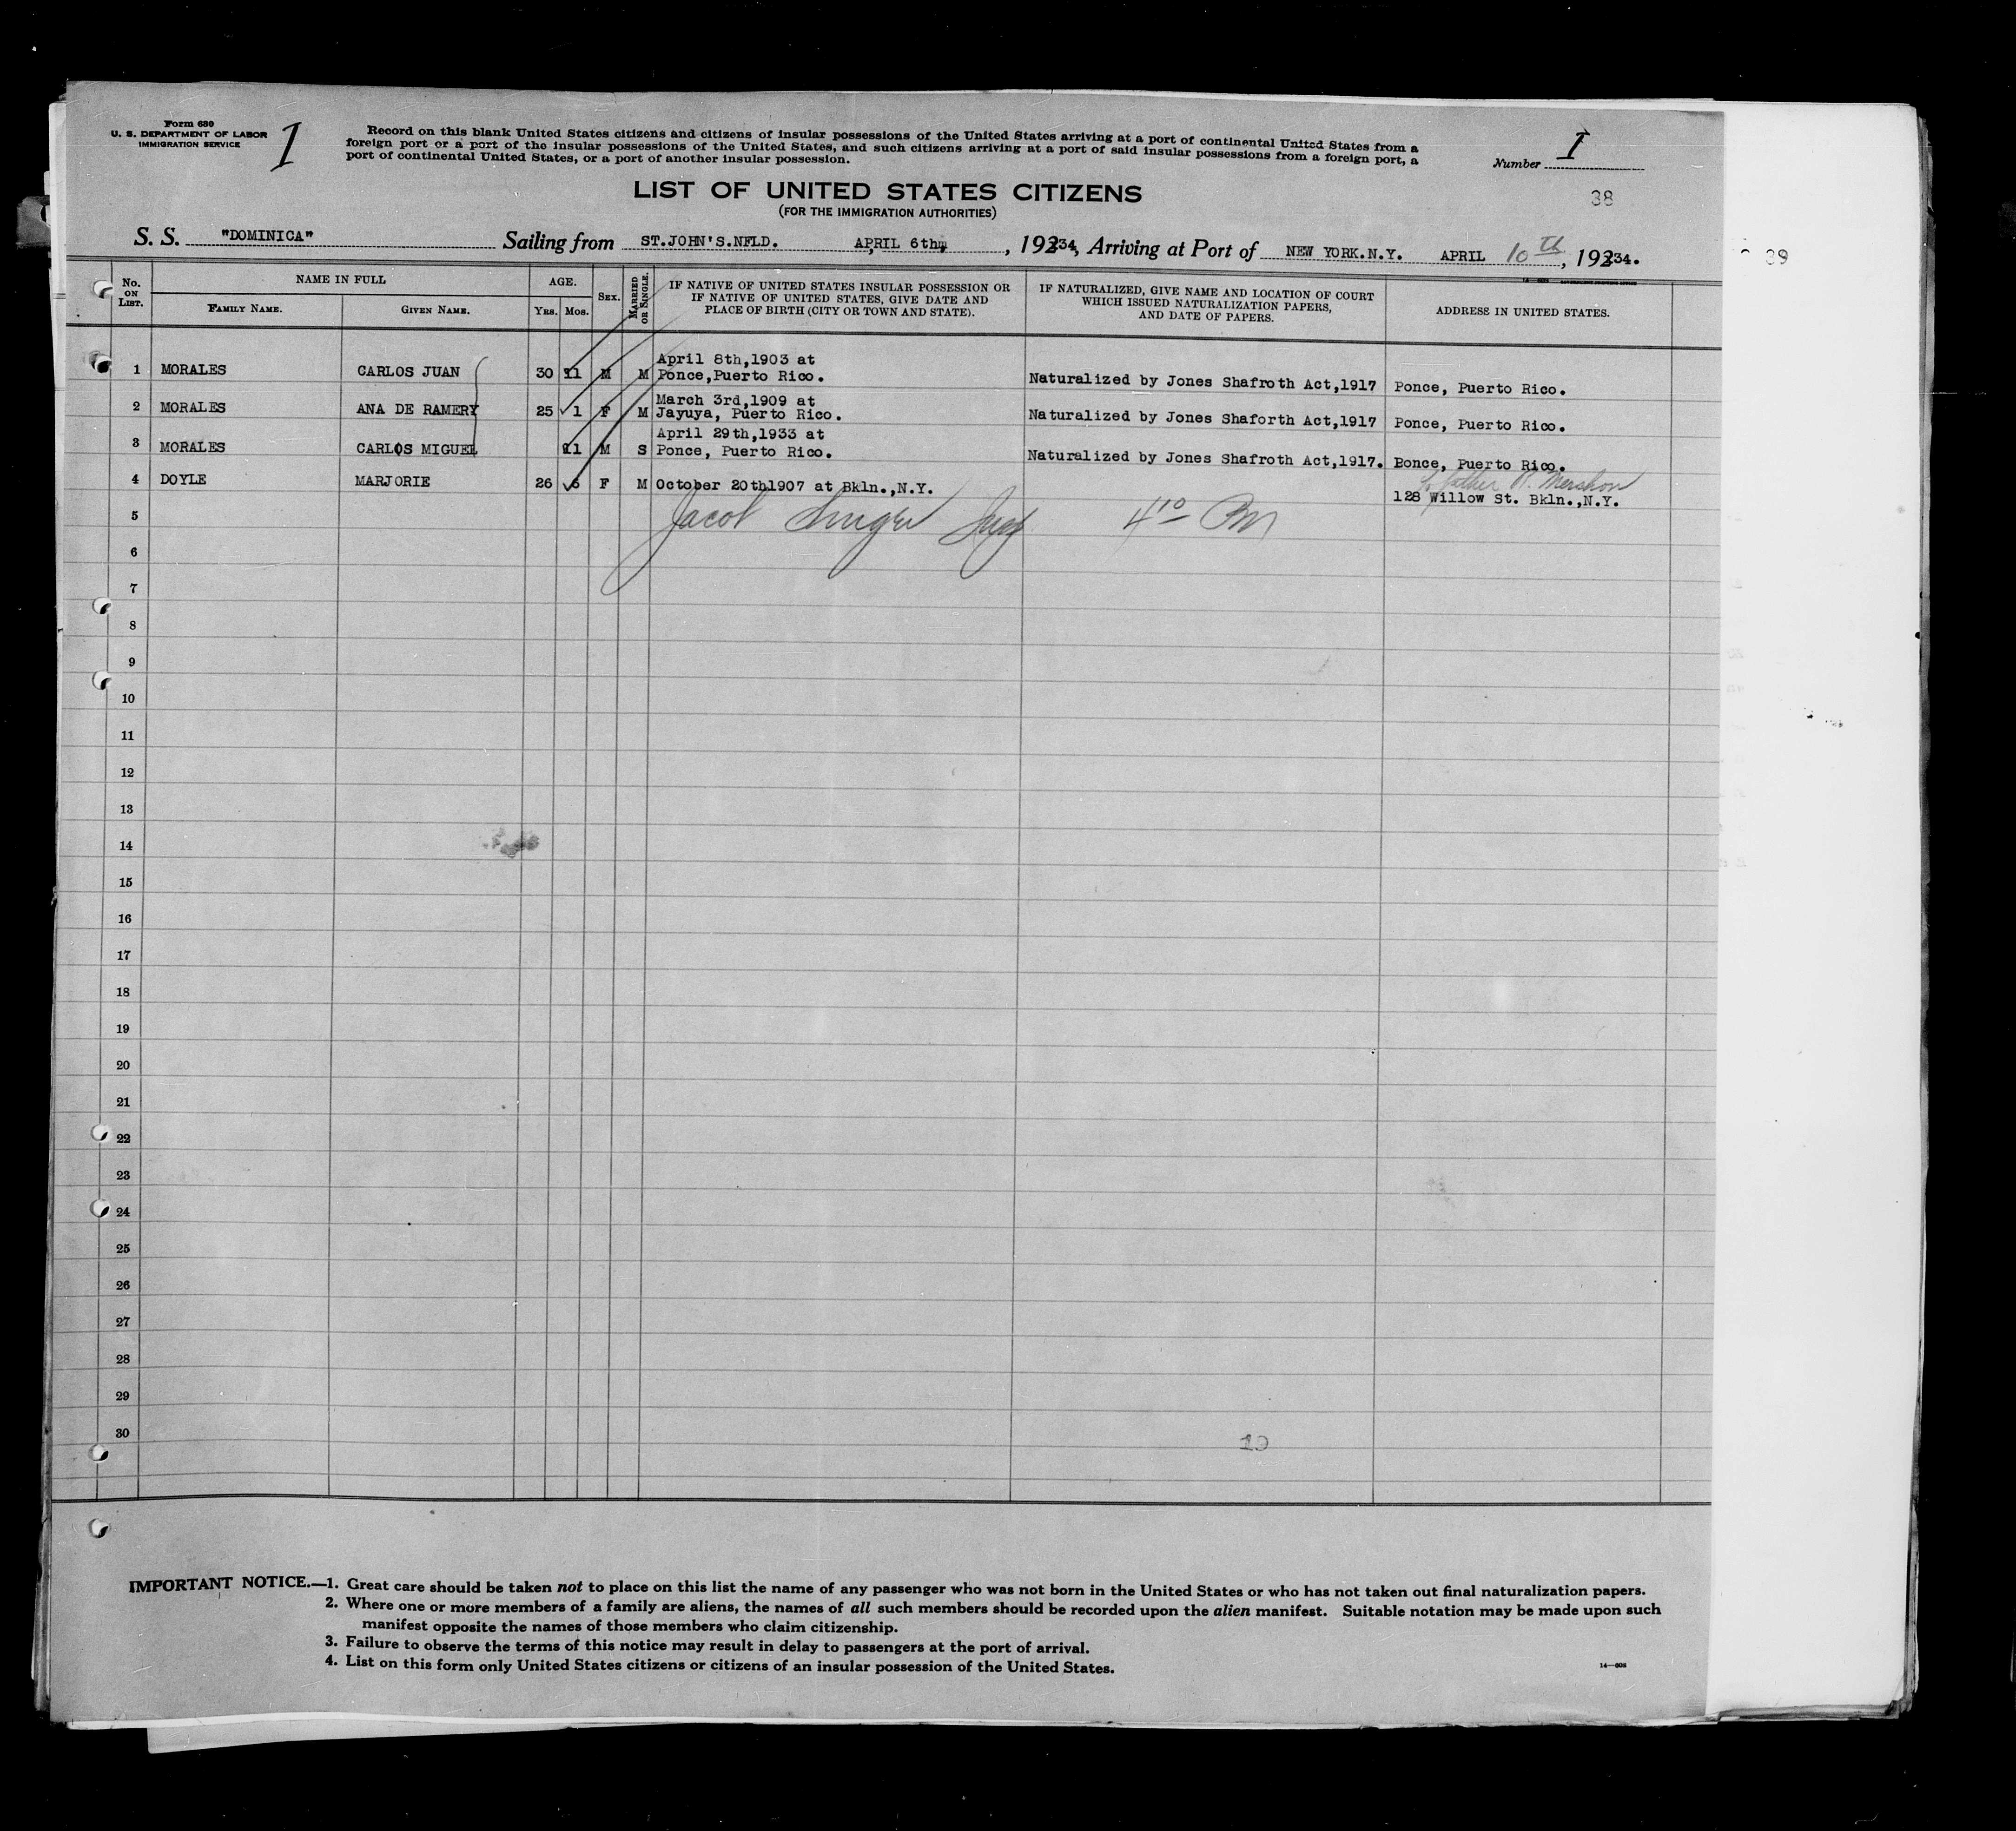 Form 630
U. S. DEPARTMENT OF LABOR
IMMIGRATION SERVICE
1
Record on this blank United States citizens and citizens of insular possessions of the United States arriving at a port of continental United States from a
foreign port or a port of the insular possessions of the United States, and such citizens arriving at a port of said insular possessions from a foreign port, a
port of continental United States, or a port of another insular possession.
Number 1
38
LIST OF UNITED STATES CITIZENS
(FOR THE IMMIGRATION AUTHORITIES)
S. S. "DOMINICA" Sailing from ST.JOHN'S.NFLD. APRIL 6th, 1934, Arriving at Port of NEW YORK.N.Y. APRIL 10th, 1934.
39
No. ON LIST. NAME IN FULL AGE. SEX. MARRIED OR SINGLE. IF NATIVE OF UNITED STATES INSULAR POSSESSION OR IF NATIVE OF UNITED STATES, GIVE DATE AND PLACE OF BIRTH (CITY OR TOWN AND STATE). IF NATURALIZED, GIVE NAME AND LOCATION OF COURT WHICH ISSUED NATURALIZATION PAPERS, AND DATE OF PAPERS. ADDRESS IN UNITED STATES.
FAMILY NAME. GIVEN NAME. YRS. MOS.
1 MORALES CARLOS JUAN 30 11 M M April 8th,1903 at Ponce,Puerto Rico. Naturalized by Jones Shafroth Act,1917 Ponce, Puerto Rico.
2 MORALES ANA DE RAMERY 25 1 F M March 3rd,1909 at Jayuya, Puerto Rico. Naturalized by Jones Shaforth Act,1917 Ponce, Puerto Rico.
3 MORALES CARLOS MIGUEL 11 M S April 29th,1933 at Ponce, Puerto Rico. Naturalized by Jones Shafroth Act,1917. Bonce, Puerto Rico.
4 DOYLE MARJORIE 26 5 F M October 20th1907 at Bkln.,N.Y. father R. Mershon 128 Willow St. Bkln.,N.Y.
5 Jacob 4 10 PM
6
7
8
9
10
11
12
13
14
15
16
17
18
19
20
21
22
23
24
25
26
27
28
29
30
10
IMPORTANT NOTICE.—1. Great care should be taken not to place on this list the name of any passenger who was not born in the United States or who has not taken out final naturalization papers.
2. Where one or more members of a family are aliens, the names of all such members should be recorded upon the alien manifest. Suitable notation may be made upon such
manifest opposite the names of those members who claim citizenship.
3. Failure to observe the terms of this notice may result in delay to passengers at the port of arrival.
4. List on this form only United States citizens or citizens of an insular possession of the United States.